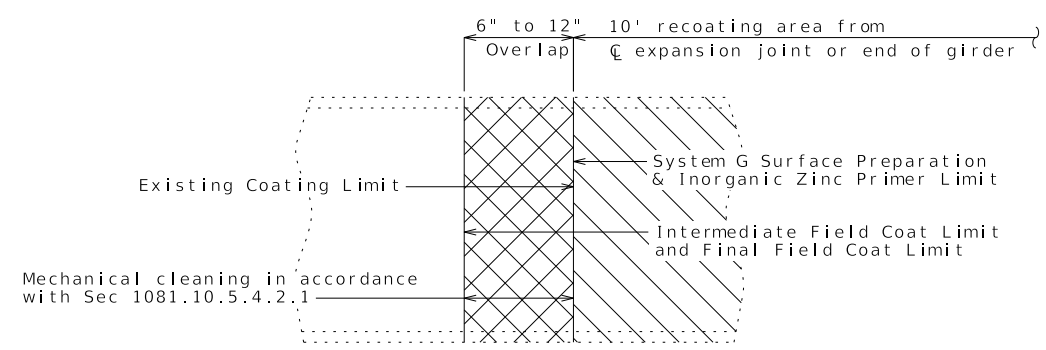 6" to 12"
Overlap
10' recoating area from
℄ expansion joint or end of girder
System G Surface Preparation
& Inorganic Zinc Primer Limit
Existing Coating Limit
Intermediate Field Coat Limit
and Final Field Coat Limit
Mechanical cleaning in accordance
with Sec 1081.10.5.4.2.1